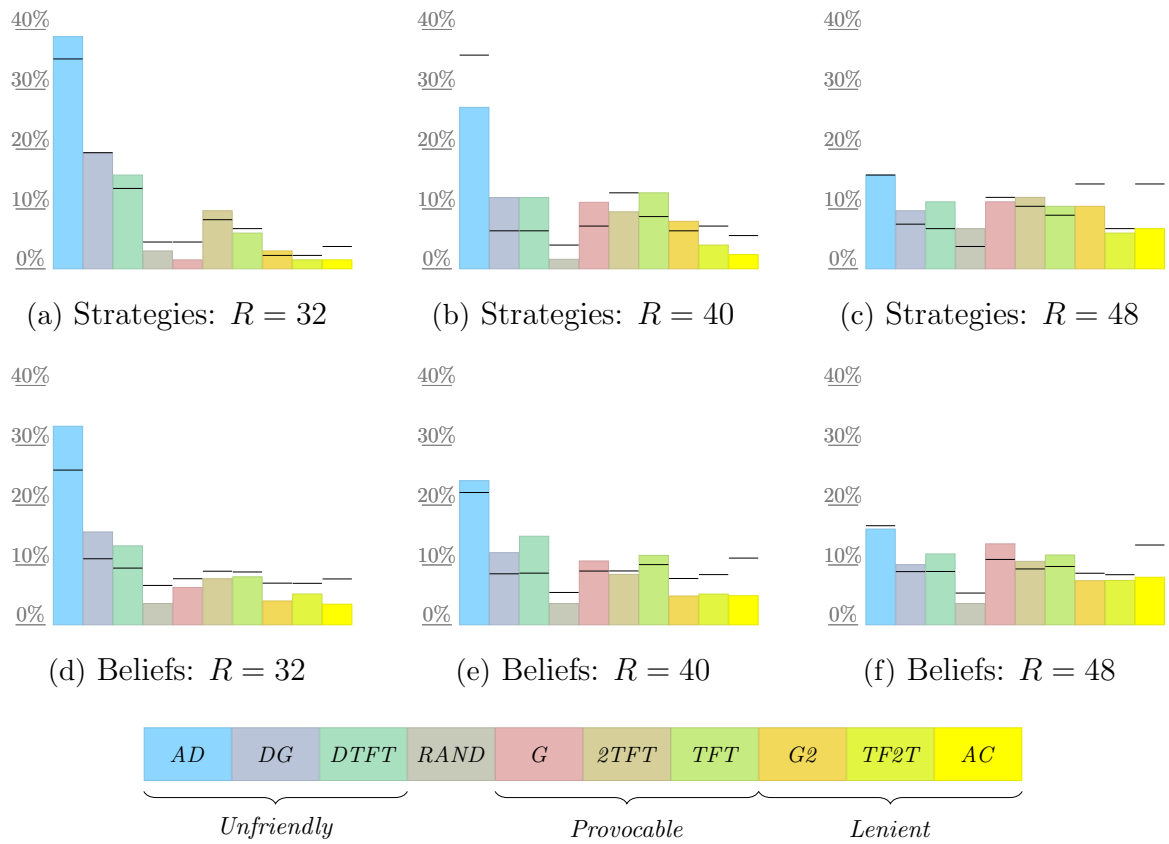 40% 40% 40%
30% 30% 30%
20% 20% 20%
10% 10% 10%
0% 0% 0%
(a) Strategies: R = 32 (b) Strategies: R = 40 (c) Strategies: R = 48
40% 40% 40%
30% 30% 30%
20% 20% 20%
10% 10% 10%
0% 0% 0%
(d) Beliefs: R = 32 (e) Beliefs: R = 40 (f) Beliefs: R = 48
AD DG DTFT RAND G 2TFT TFT G2 TF2T AC
Unfriendly Provocable Lenient